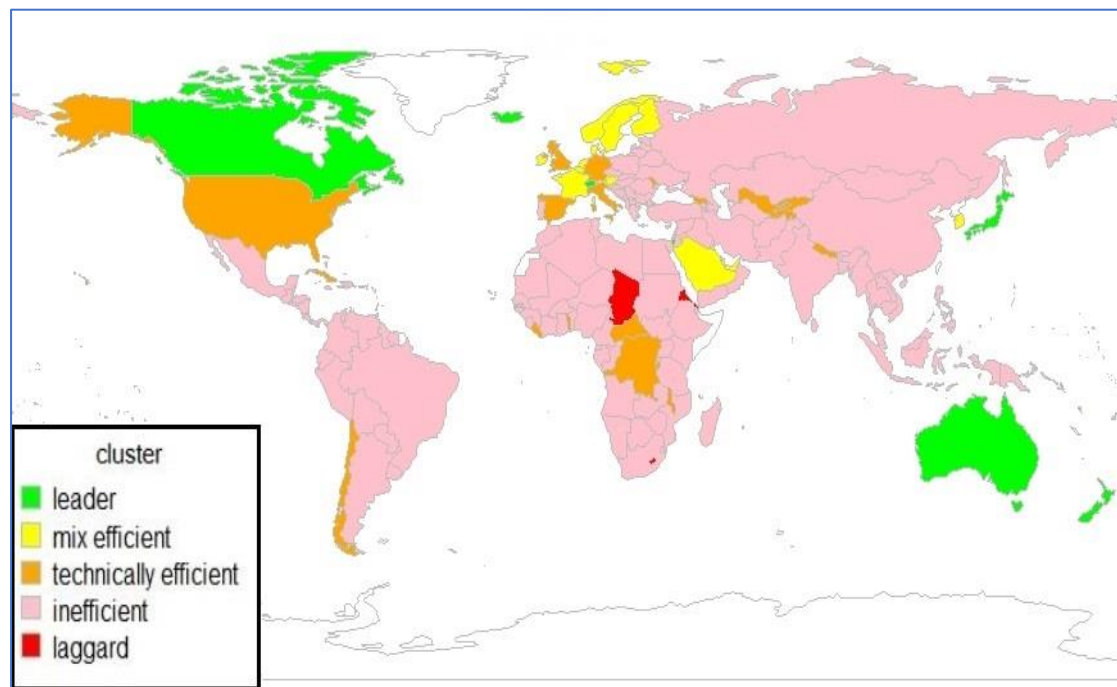 cluster
leader
mix efficient
technically efficient
inefficient
laggard